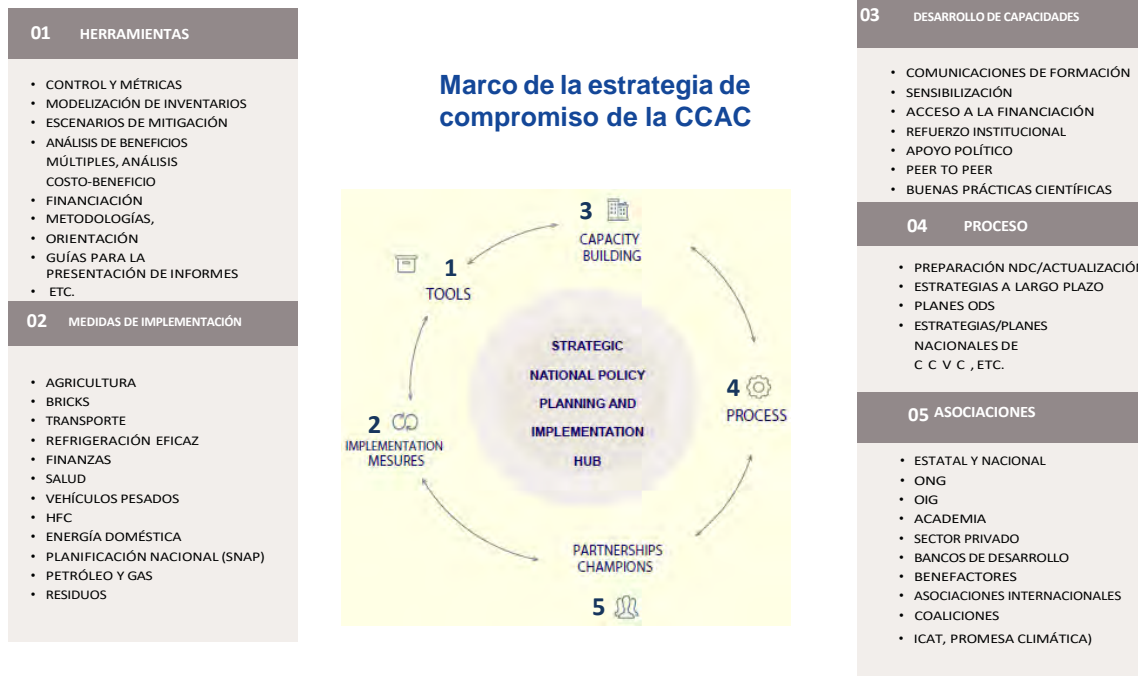 01 HERRAMIENTAS
• CONTROL Y MÉTRICAS
• MODELIZACIÓN DE INVENTARIOS
• ESCENARIOS DE MITIGACIÓN
• ANÁLISIS DE BENEFICIOS
MÚLTIPLES, ANÁLISIS
COSTO-BENEFICIO
• FINANCIACIÓN
• METODOLOGÍAS,
• ORIENTACIÓN
• GUÍAS PARA LA
PRESENTACIÓN DE INFORMES
• ETC.
02 MEDIDAS DE IMPLEMENTACIÓN
• AGRICULTURA
• BRICKS
• TRANSPORTE
• REFRIGERACIÓN EFICAZ
• FINANZAS
• SALUD
• VEHÍCULOS PESADOS
• HFC
• ENERGÍA DOMÉSTICA
• PLANIFICACIÓN NACIONAL (SNAP)
• PETRÓLEO Y GAS
• RESIDUOS
Marco de la estrategia de
compromiso de la CCAC
3
CAPACITY
BUILDING
1
TOOLS
STRATEGIC
NATIONAL POLICY
PLANNING AND
IMPLEMENTATION
HUB
4
PROCESS
2
IMPLEMENTATION
MESURES
PARTNERSHIPS
CHAMPIONS
5
03 DESARROLLO DE CAPACIDADES
• COMUNICACIONES DE FORMACIÓN
• SENSIBILIZACIÓN
• ACCESO A LA FINANCIACIÓN
• REFUERZO INSTITUCIONAL
• APOYO POLÍTICO
• PEER TO PEER
• BUENAS PRÁCTICAS CIENTÍFICAS
04 PROCESO
• PREPARACIÓN NDC/ACTUALIZACIÓN
• ESTRATEGIAS A LARGO PLAZO
• PLANES ODS
• ESTRATEGIAS/PLANES
NACIONALES DE
C C V C , ETC.
05 ASOCIACIONES
• ESTATAL Y NACIONAL
• ONG
• OIG
• ACADEMIA
• SECTOR PRIVADO
• BANCOS DE DESARROLLO
• BENEFACTORES
• ASOCIACIONES INTERNACIONALES
• COALICIONES
• ICAT, PROMESA CLIMÁTICA)